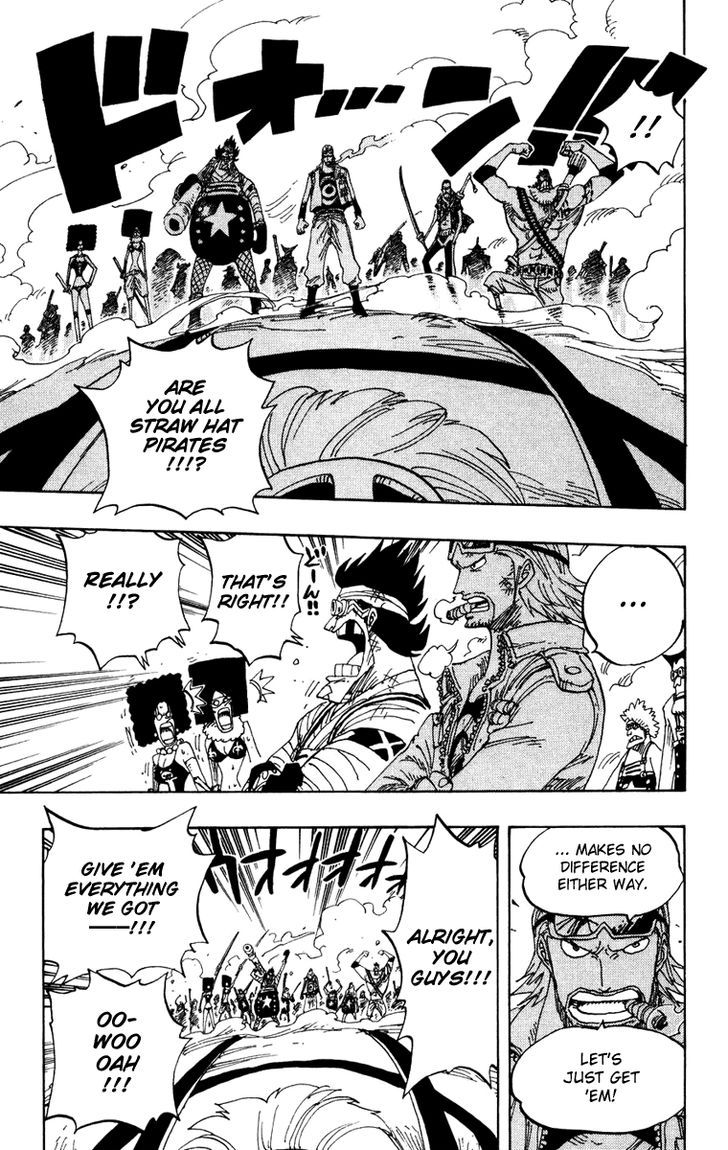 ドオーン!!
!!
ARE
YOU ALL
STRAW HAT
PIRATES
!!!?
...
THAT'S
RIGHT!!
どーん!!
REALLY
!!?
... MAKES NO
DIFFERENCE
EITHER WAY.
LET'S
JUST GET
'EM!
ALRIGHT,
YOU
GUYS!!!
ウオオオオ
GIVE 'EM
EVERYTHING
WE GOT
——!!!
OO-
WOO
OAH
!!!